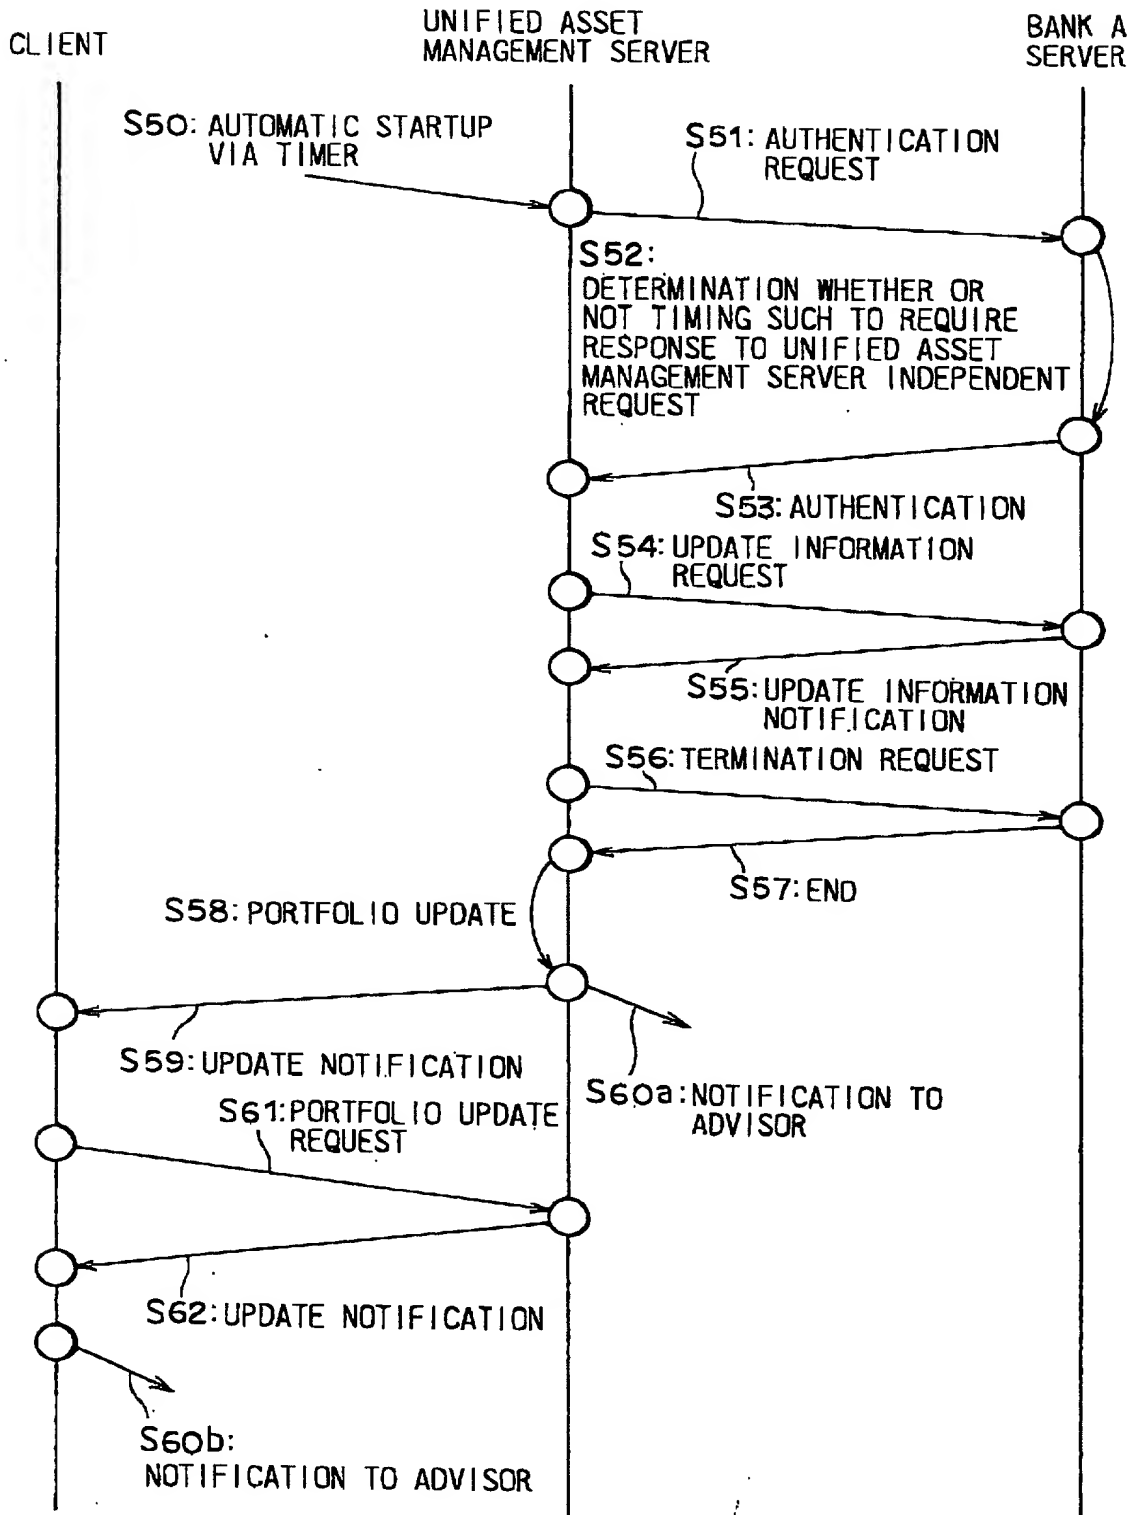 CLIENT
UNIFIED ASSET
MANAGEMENT SERVER
BANK A
SERVER
S50: AUTOMATIC STARTUP
VIA TIMER
S51: AUTHENTICATION
REQUEST
S52:
DETERMINATION WHETHER OR
NOT TIMING SUCH TO REQUIRE
RESPONSE TO UNIFIED ASSET
MANAGEMENT SERVER INDEPENDENT
REQUEST
S53: AUTHENTICATION
S54: UPDATE INFORMATION
REQUEST
S55: UPDATE INFORMATION
NOTIFICATION
S56: TERMINATION REQUEST
S57: END
S58: PORTFOLIO UPDATE
S59: UPDATE NOTIFICATION
S60a: NOTIFICATION TO
ADVISOR
S61: PORTFOLIO UPDATE
REQUEST
S62: UPDATE NOTIFICATION
S60b:
NOTIFICATION TO ADVISOR